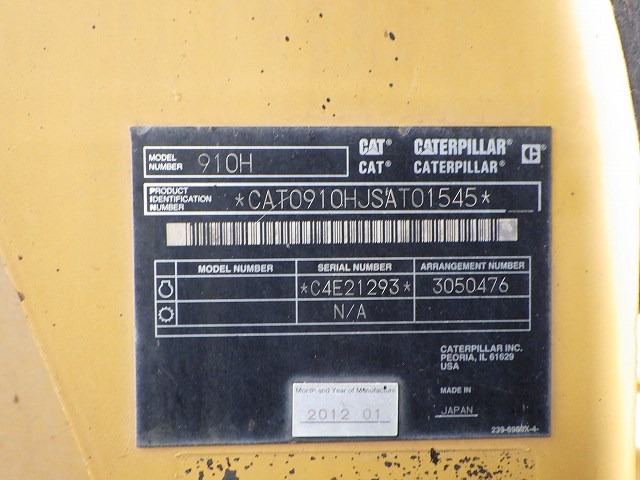 MODEL NUMBER 910H
CAT® CATERPILLAR®
CAT® CATERPILLAR®
PRODUCT IDENTIFICATION NUMBER *CAT0910HJSAT01545*
MODEL NUMBER SERIAL NUMBER ARRANGEMENT NUMBER
*C4E21293* 3050476
N/A
CATERPILLAR INC.
PEORIA, IL 61629
USA
MADE IN
JAPAN
Month and Year of Manufacture
2012 01